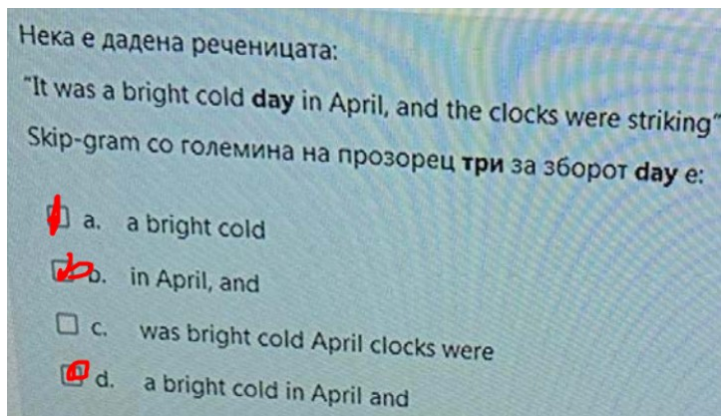 Нека е дадена реченицата:
“It was a bright cold day in April, and the clocks were striking”
Skip-gram со големина на прозорец три за зборот day е:
a. a bright cold
b. in April, and
c. was bright cold April clocks were
d. a bright cold in April and